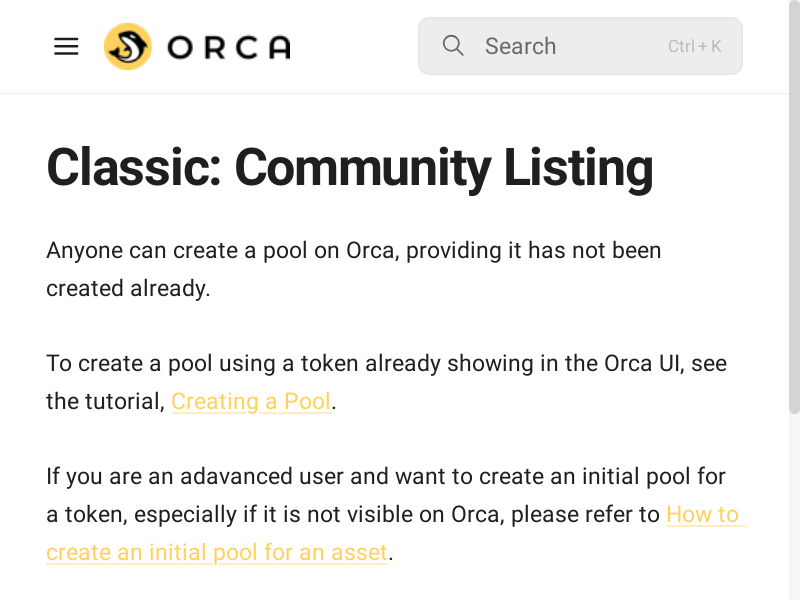 ORCA
Search
Ctrl + K
Classic: Community Listing
Anyone can create a pool on Orca, providing it has not been
created already.
To create a pool using a token already showing in the Orca UI, see
the tutorial, Creating a Pool.
If you are an adavanced user and want to create an initial pool for
a token, especially if it is not visible on Orca, please refer to How to
create an initial pool for an asset.